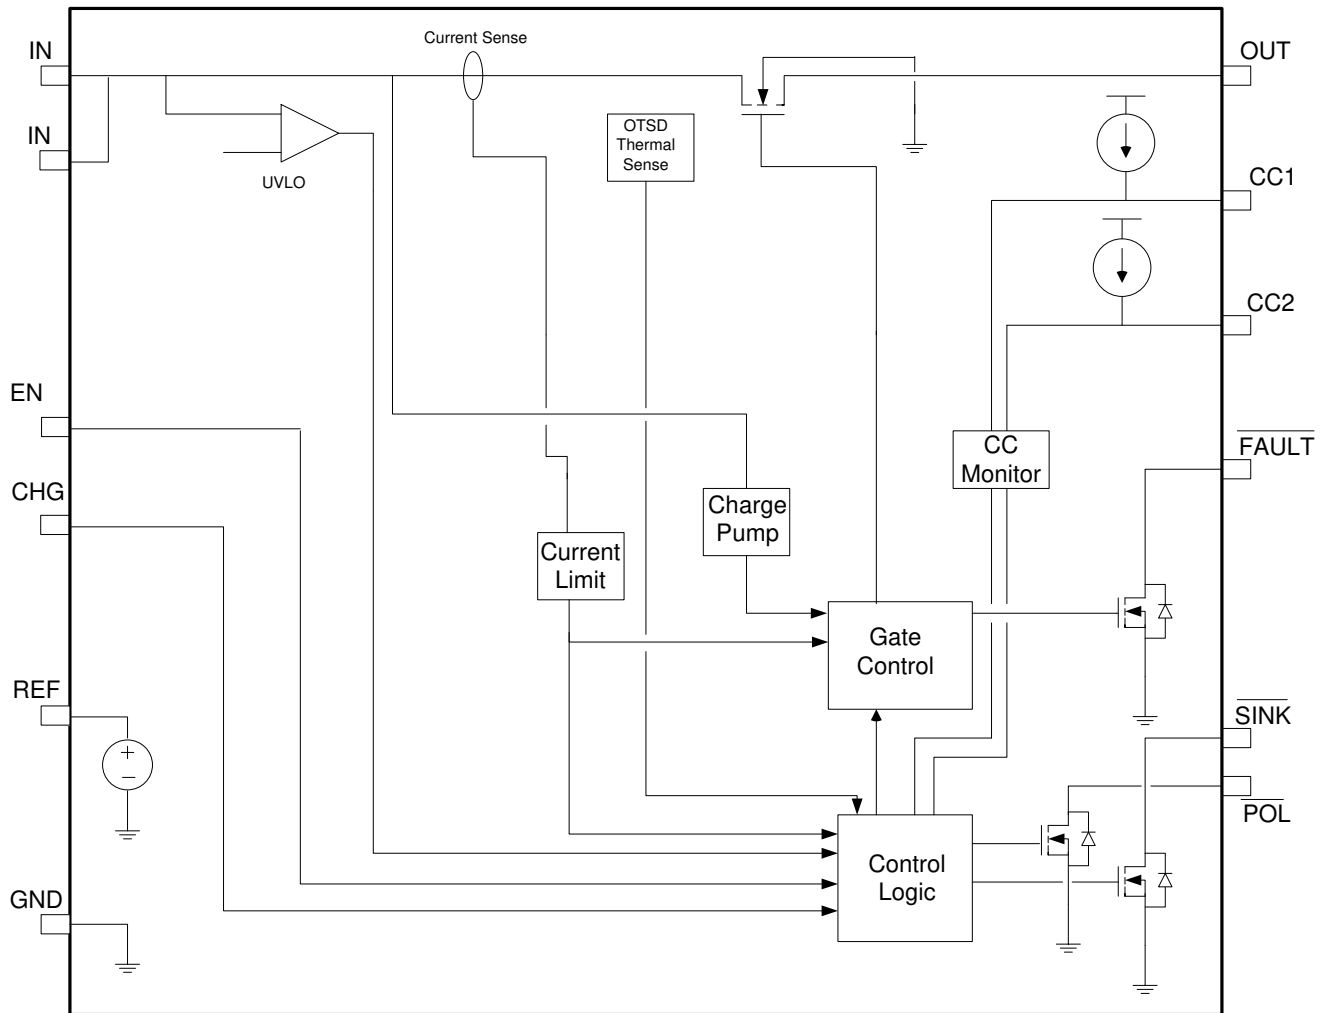 Current Sense
IN
OUT
IN
OTSD
Thermal
Sense
UVLO
CC1
CC2
EN
FAULT
CC
Monitor
CHG
Charge
Pump
Current
Limit
Gate
Control
REF
+
–
SINK
POL
Control
Logic
GND